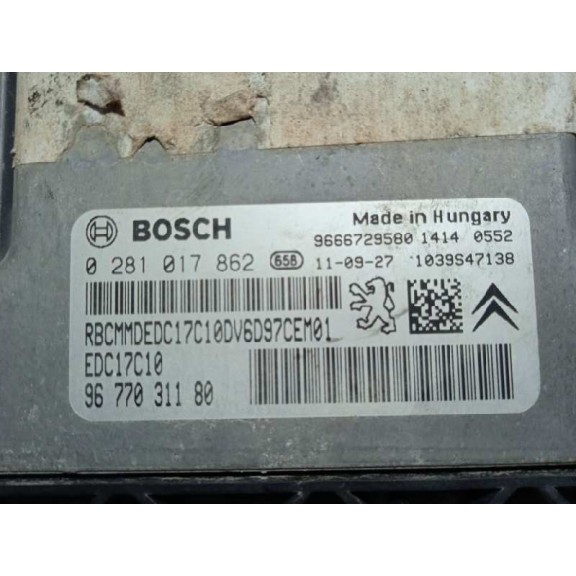 BOSCH
Made in Hungary
9666729580 1414 0552
0 281 017 862 656 11-09-27 1039S47138
RBCMMDEDC17C10DV6D97CEM01
EDC17C10
96 770 311 80